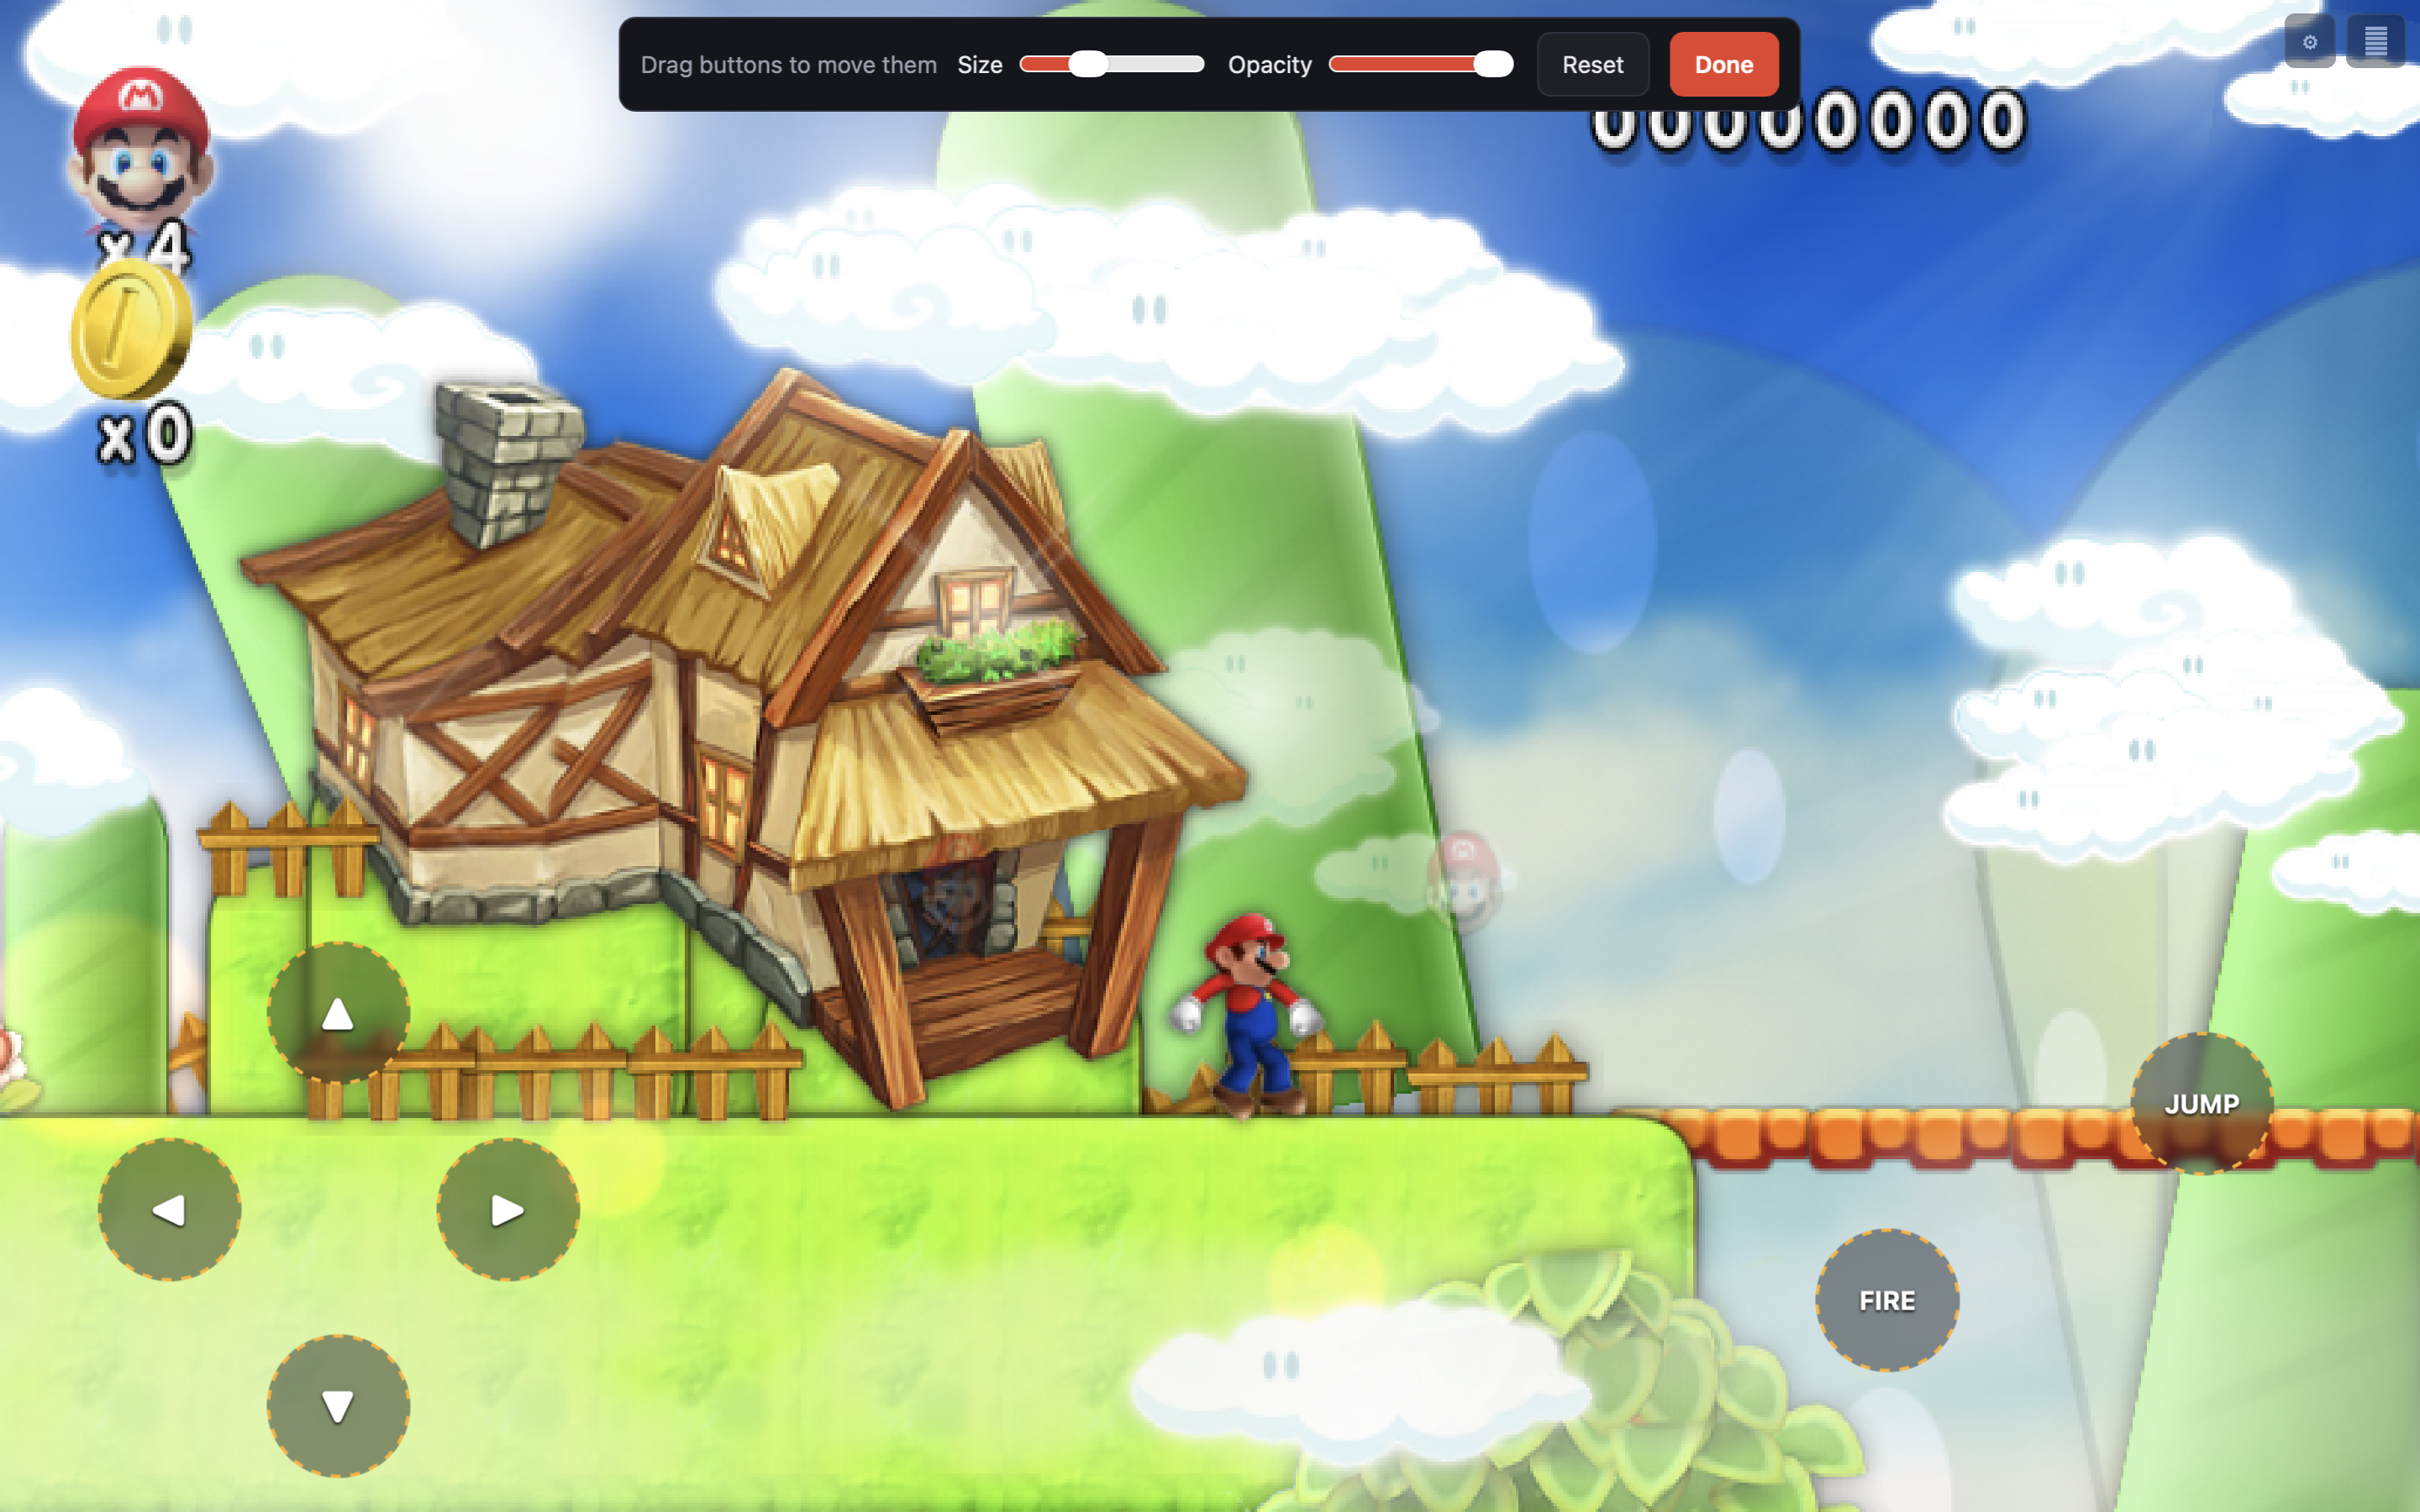 Drag buttons to move them Size Opacity Reset Done
00000000
M
x4
x0
JUMP
FIRE